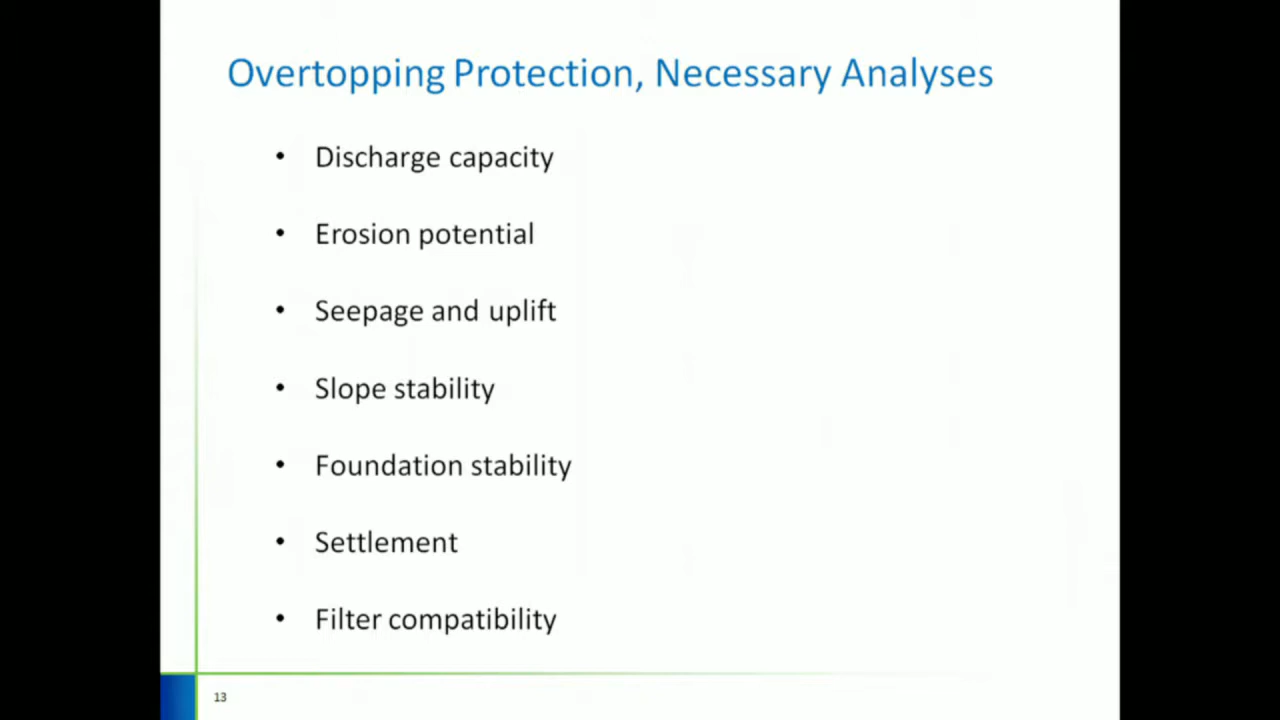 Overtopping Protection, Necessary Analyses
• Discharge capacity
• Erosion potential
• Seepage and uplift
• Slope stability
• Foundation stability
• Settlement
• Filter compatibility
13